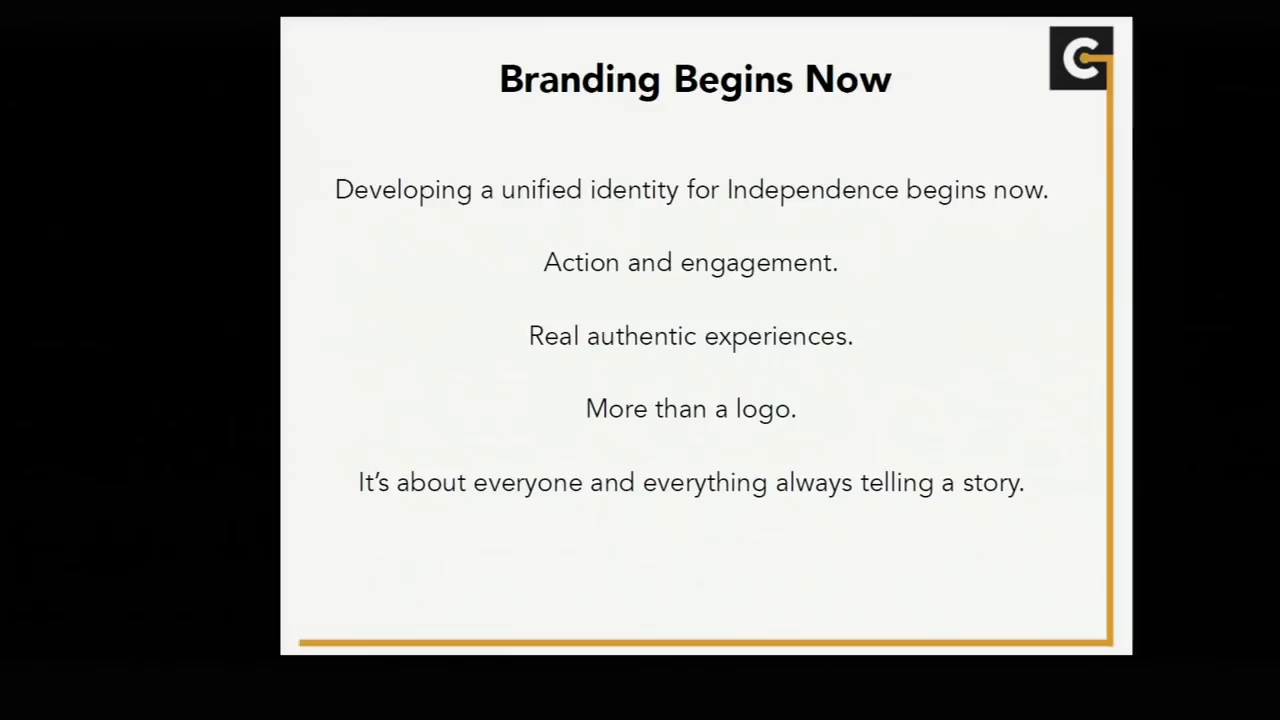 C
Branding Begins Now
Developing a unified identity for Independence begins now.
Action and engagement.
Real authentic experiences.
More than a logo.
It's about everyone and everything always telling a story.